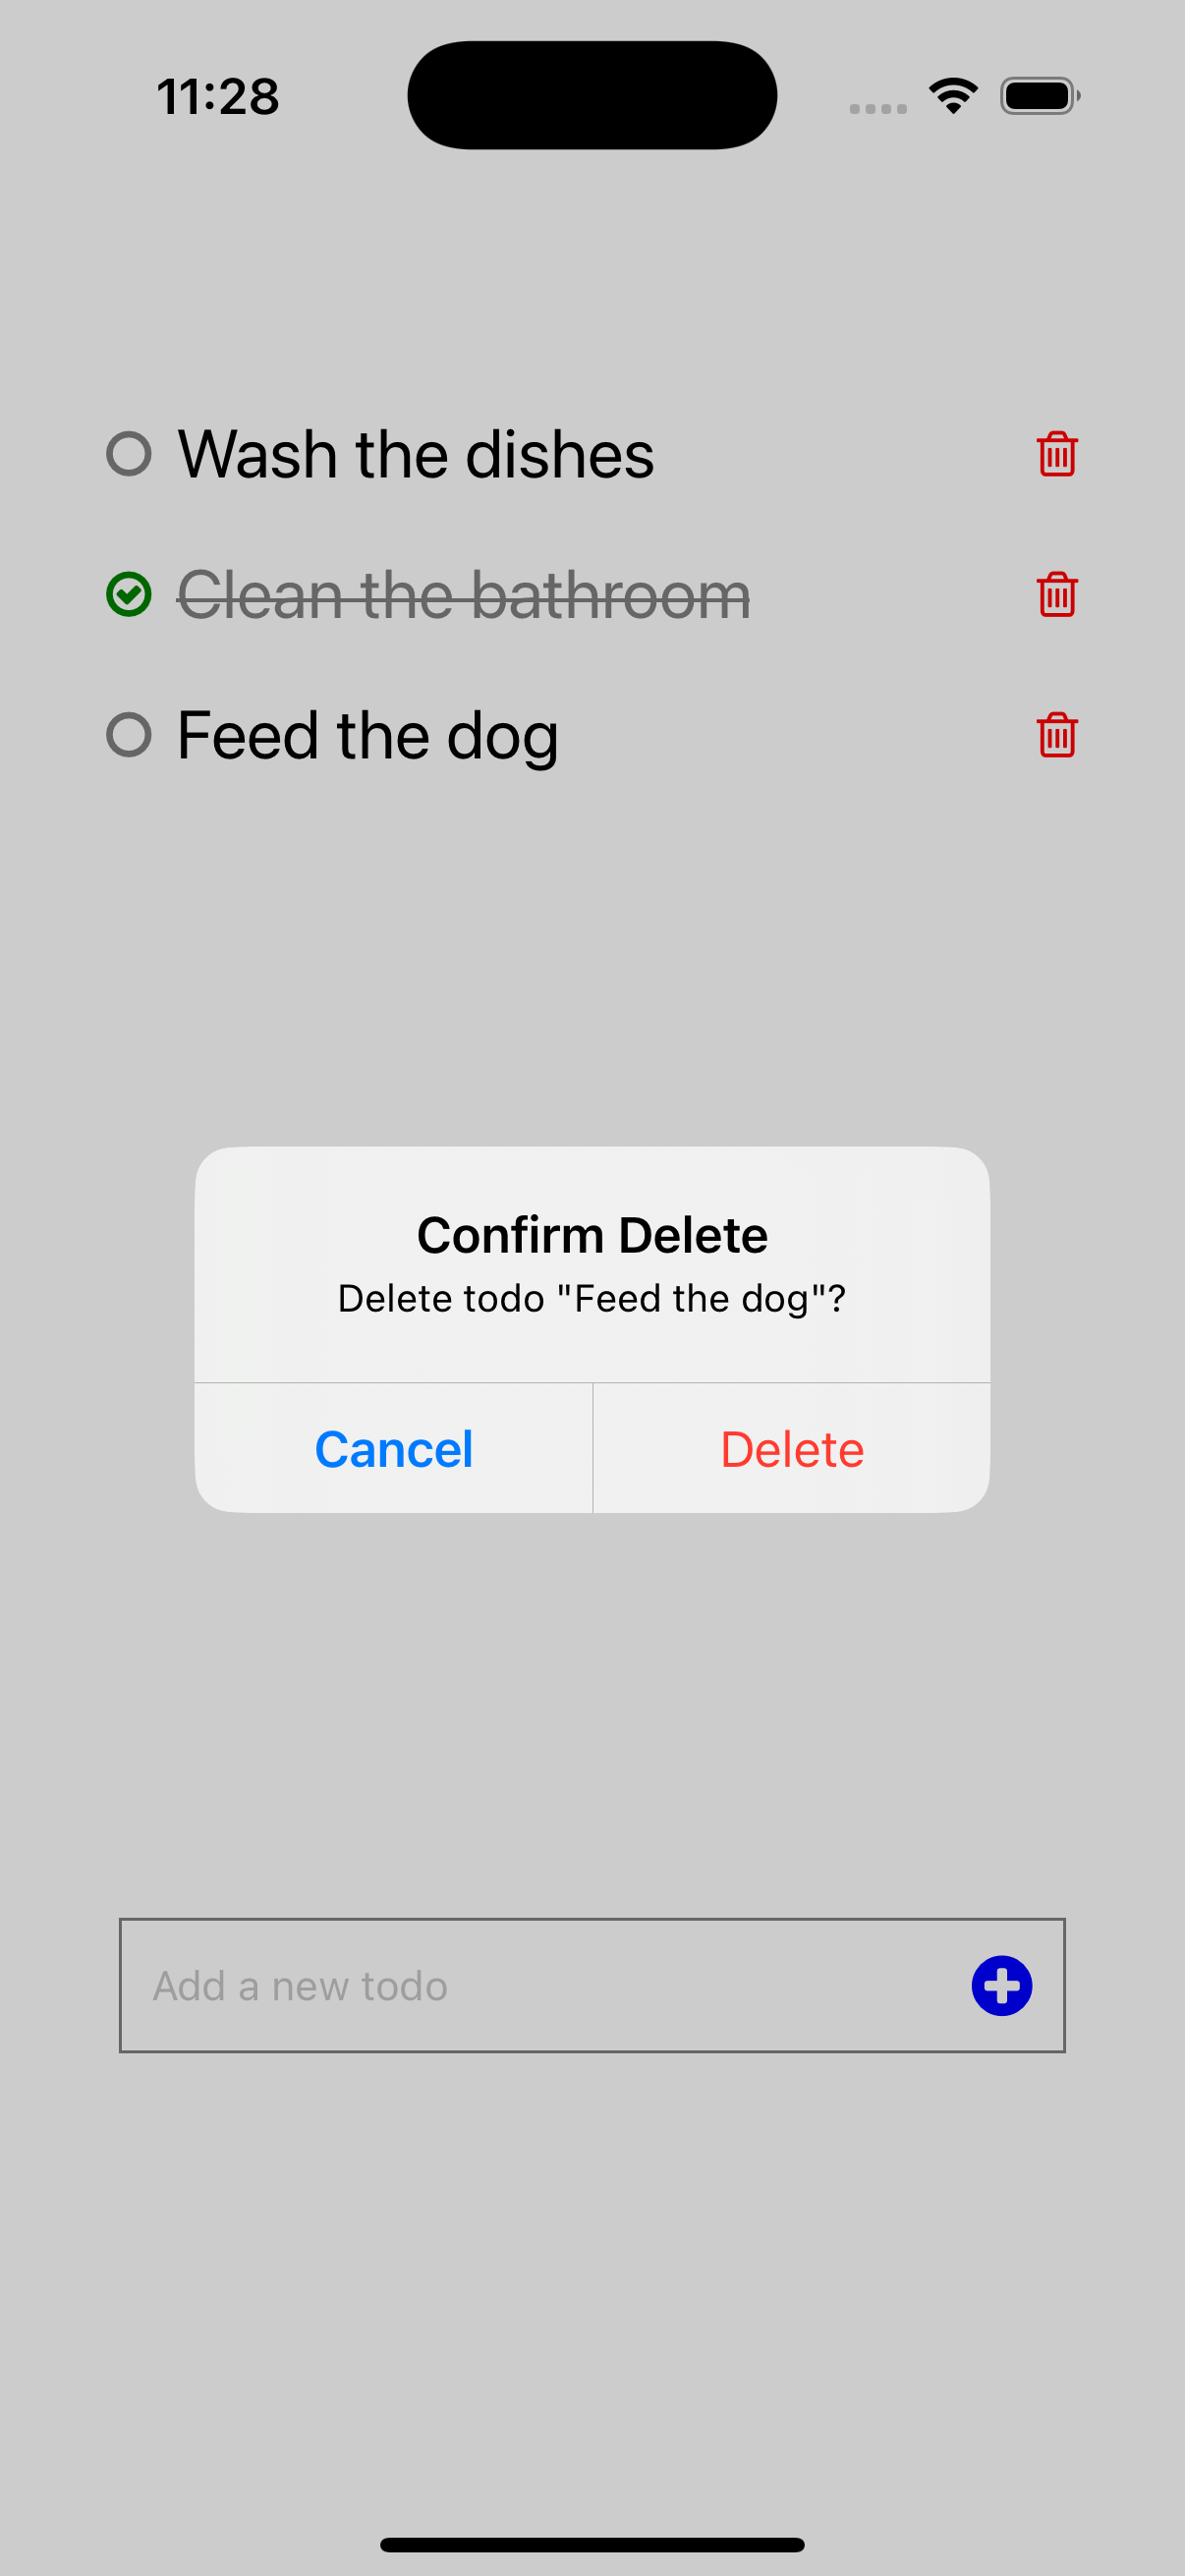 11:28
Wash the dishes
Clean the bathroom
Feed the dog
Confirm Delete
Delete todo "Feed the dog"?
Cancel
Delete
Add a new todo